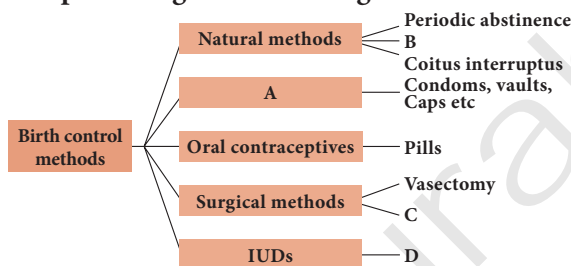 Periodic abstinence
Natural methods
B
Coitus interruptus
A
Condoms, vaults,
Caps etc
Birth control
methods
Oral contraceptives
Pills
Vasectomy
Surgical methods
C
IUDs
D